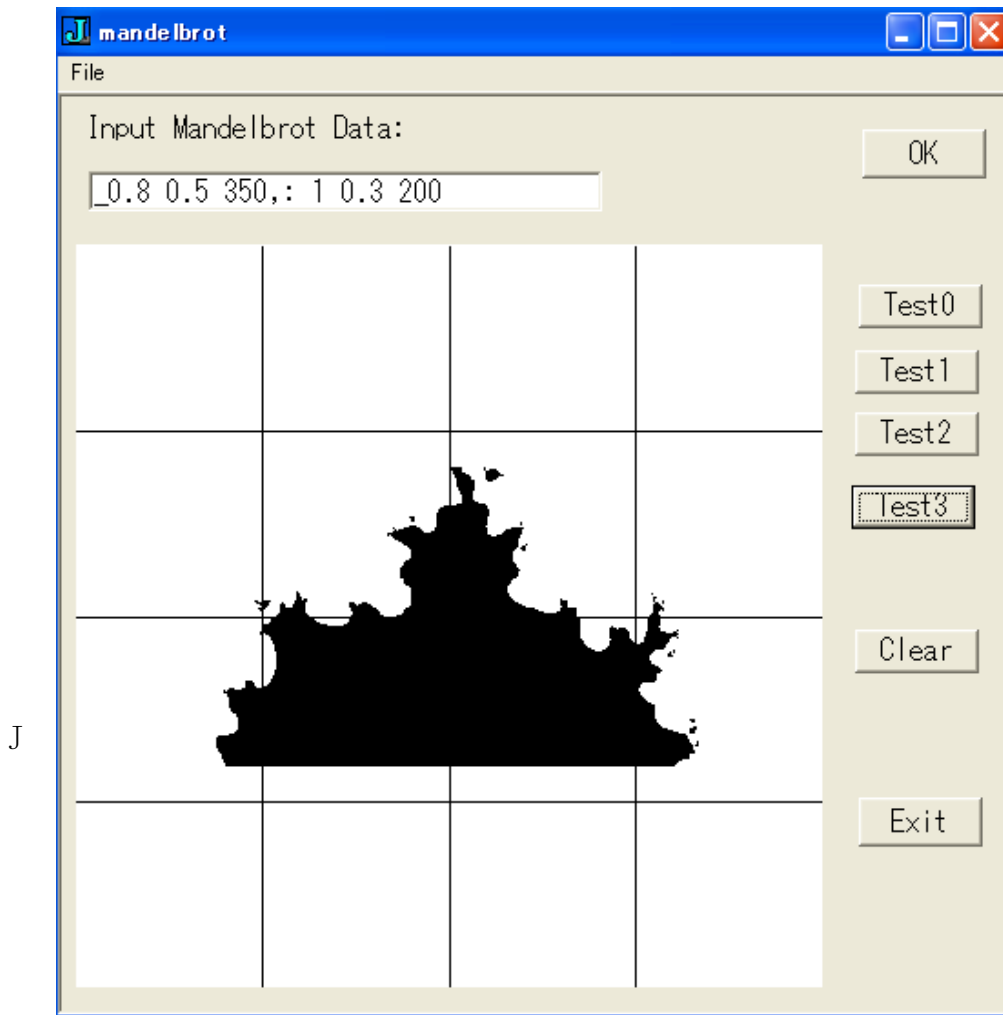 mandelbrot
File
Input Mandelbrot Data:
OK
_0.8 0.5 350,: 1 0.3 200
Test0
Test1
Test2
Test3
Clear
J
Exit